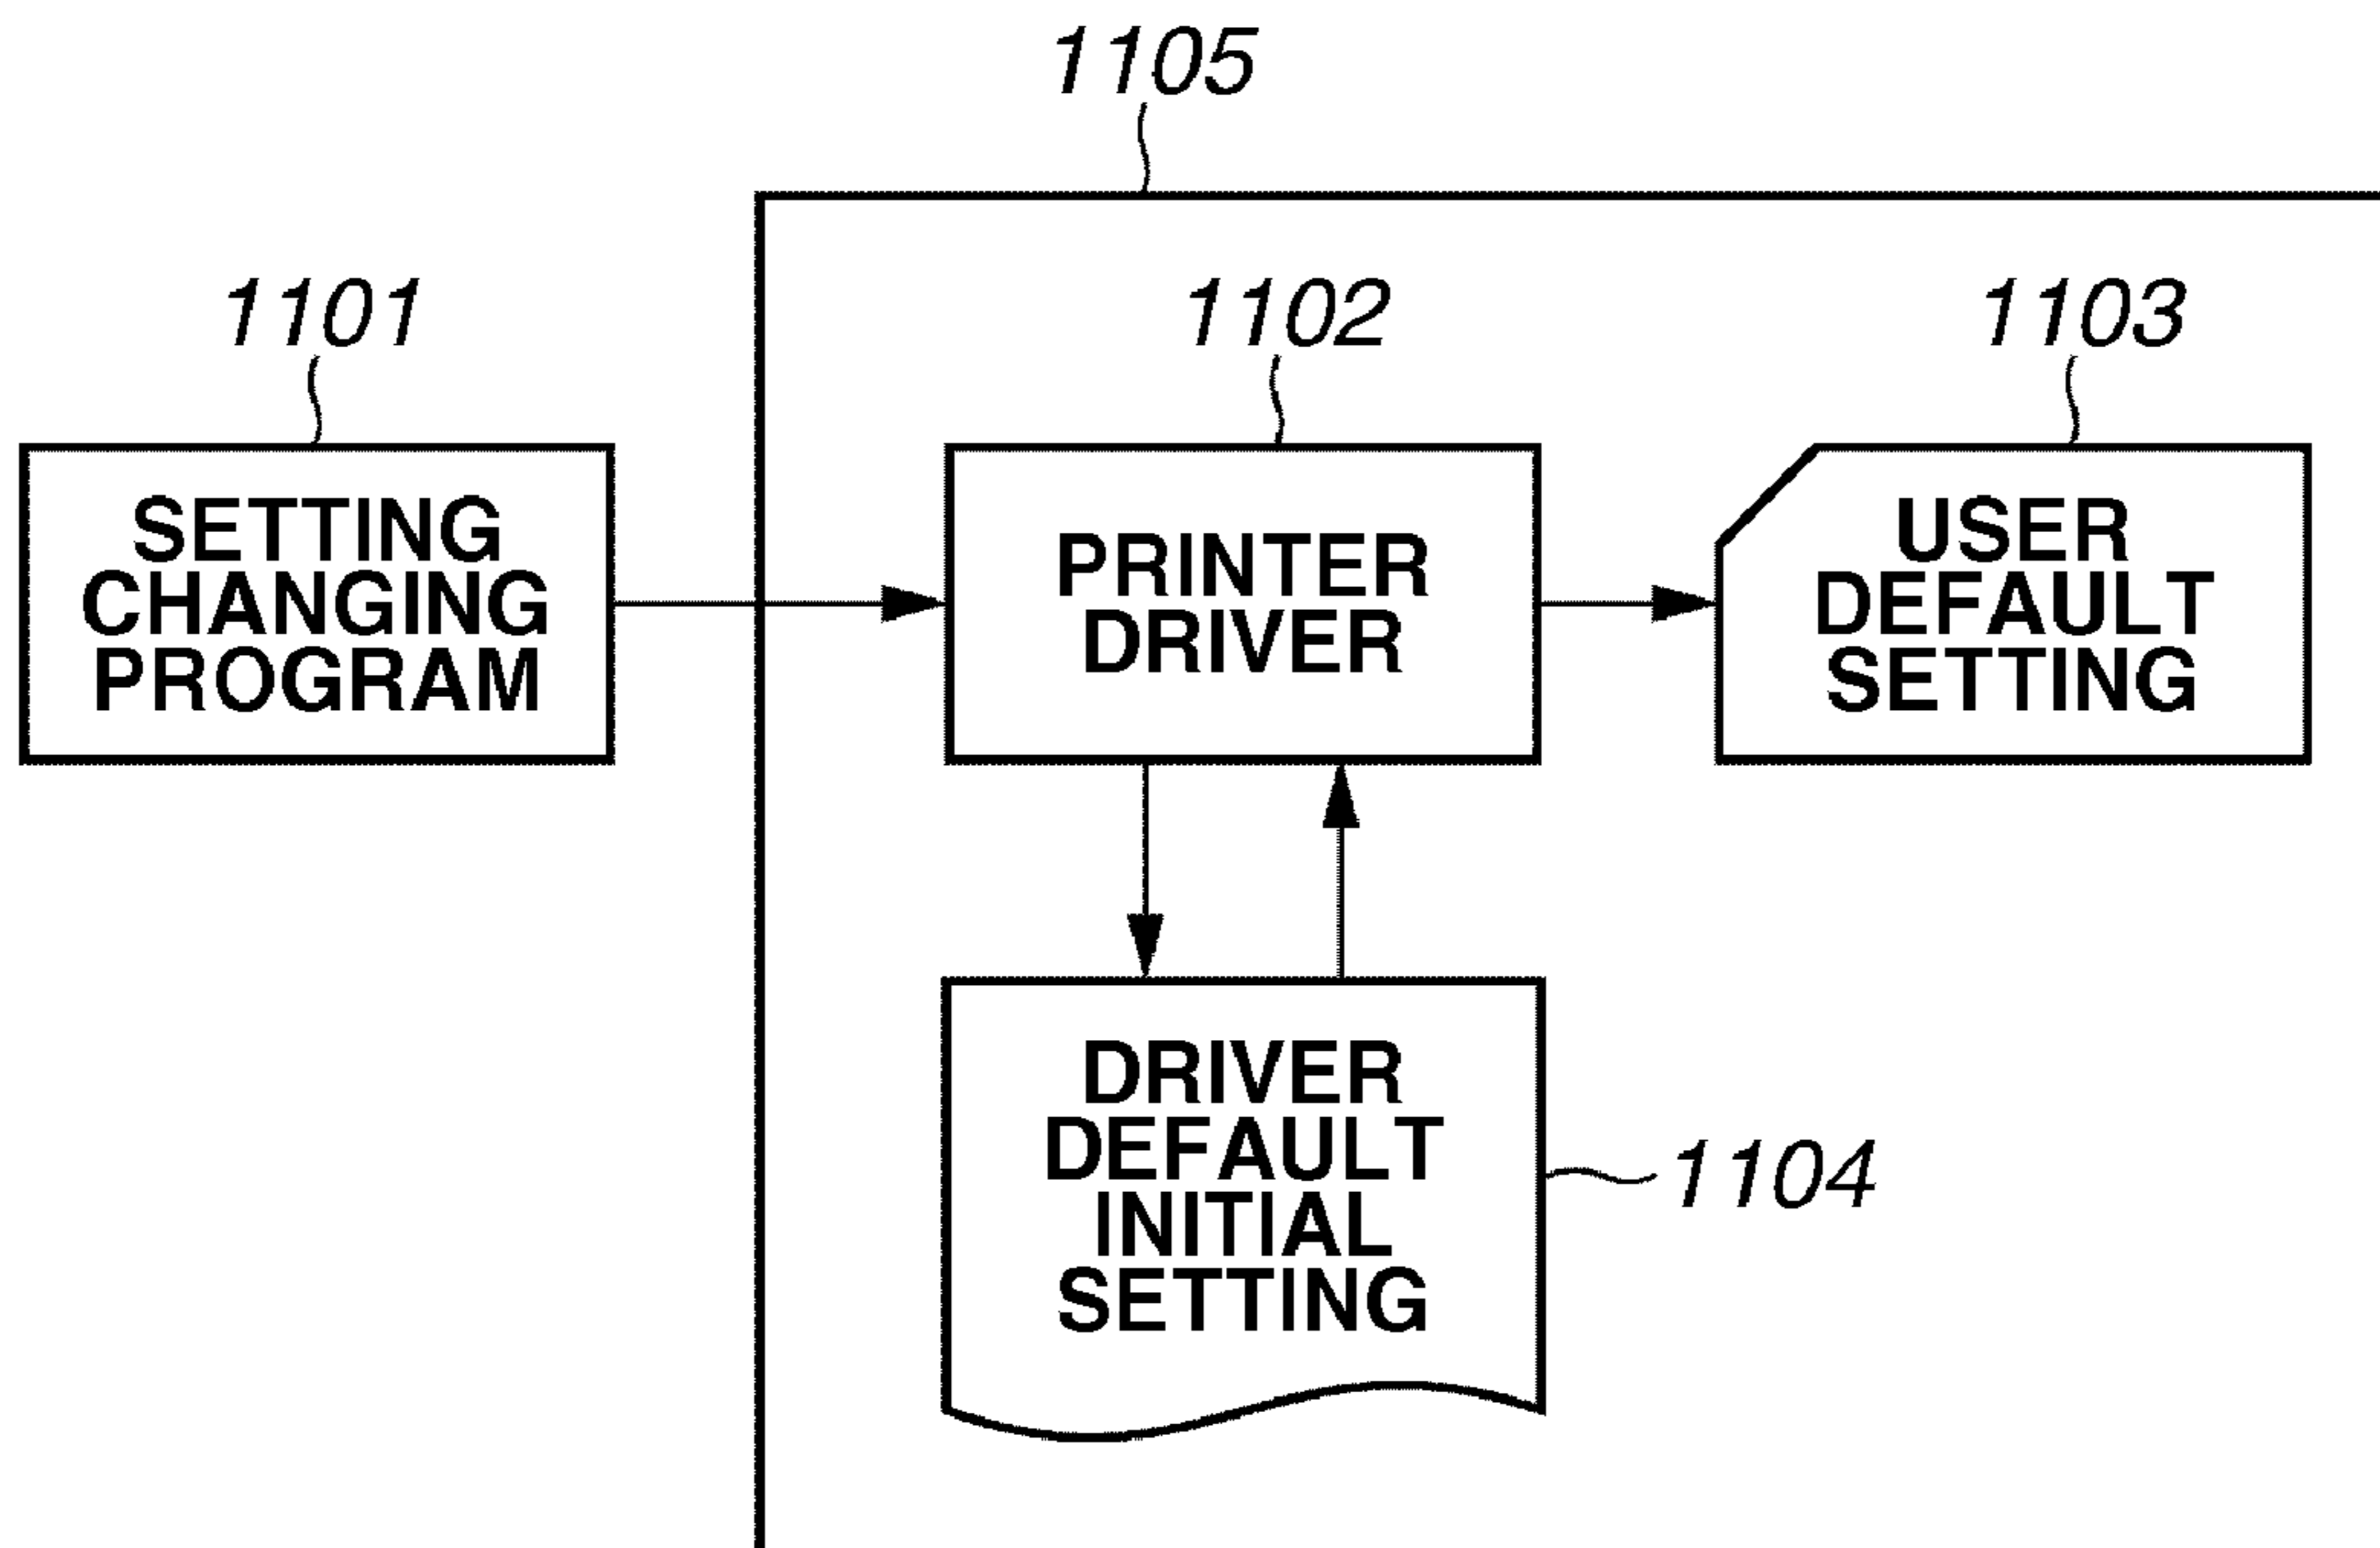 1105
1101
1102
1103
SETTING
CHANGING
PROGRAM
PRINTER
DRIVER
USER
DEFAULT
SETTING
DRIVER
DEFAULT
INITIAL
SETTING
1104